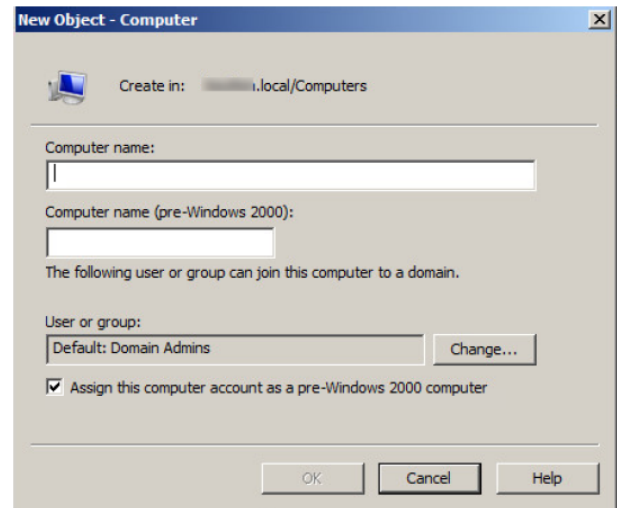 New Object - Computer
Create in: .local/Computers
Computer name:
Computer name (pre-Windows 2000):
The following user or group can join this computer to a domain.
User or group:
Default: Domain Admins
Change...
Assign this computer account as a pre-Windows 2000 computer
OK
Cancel
Help